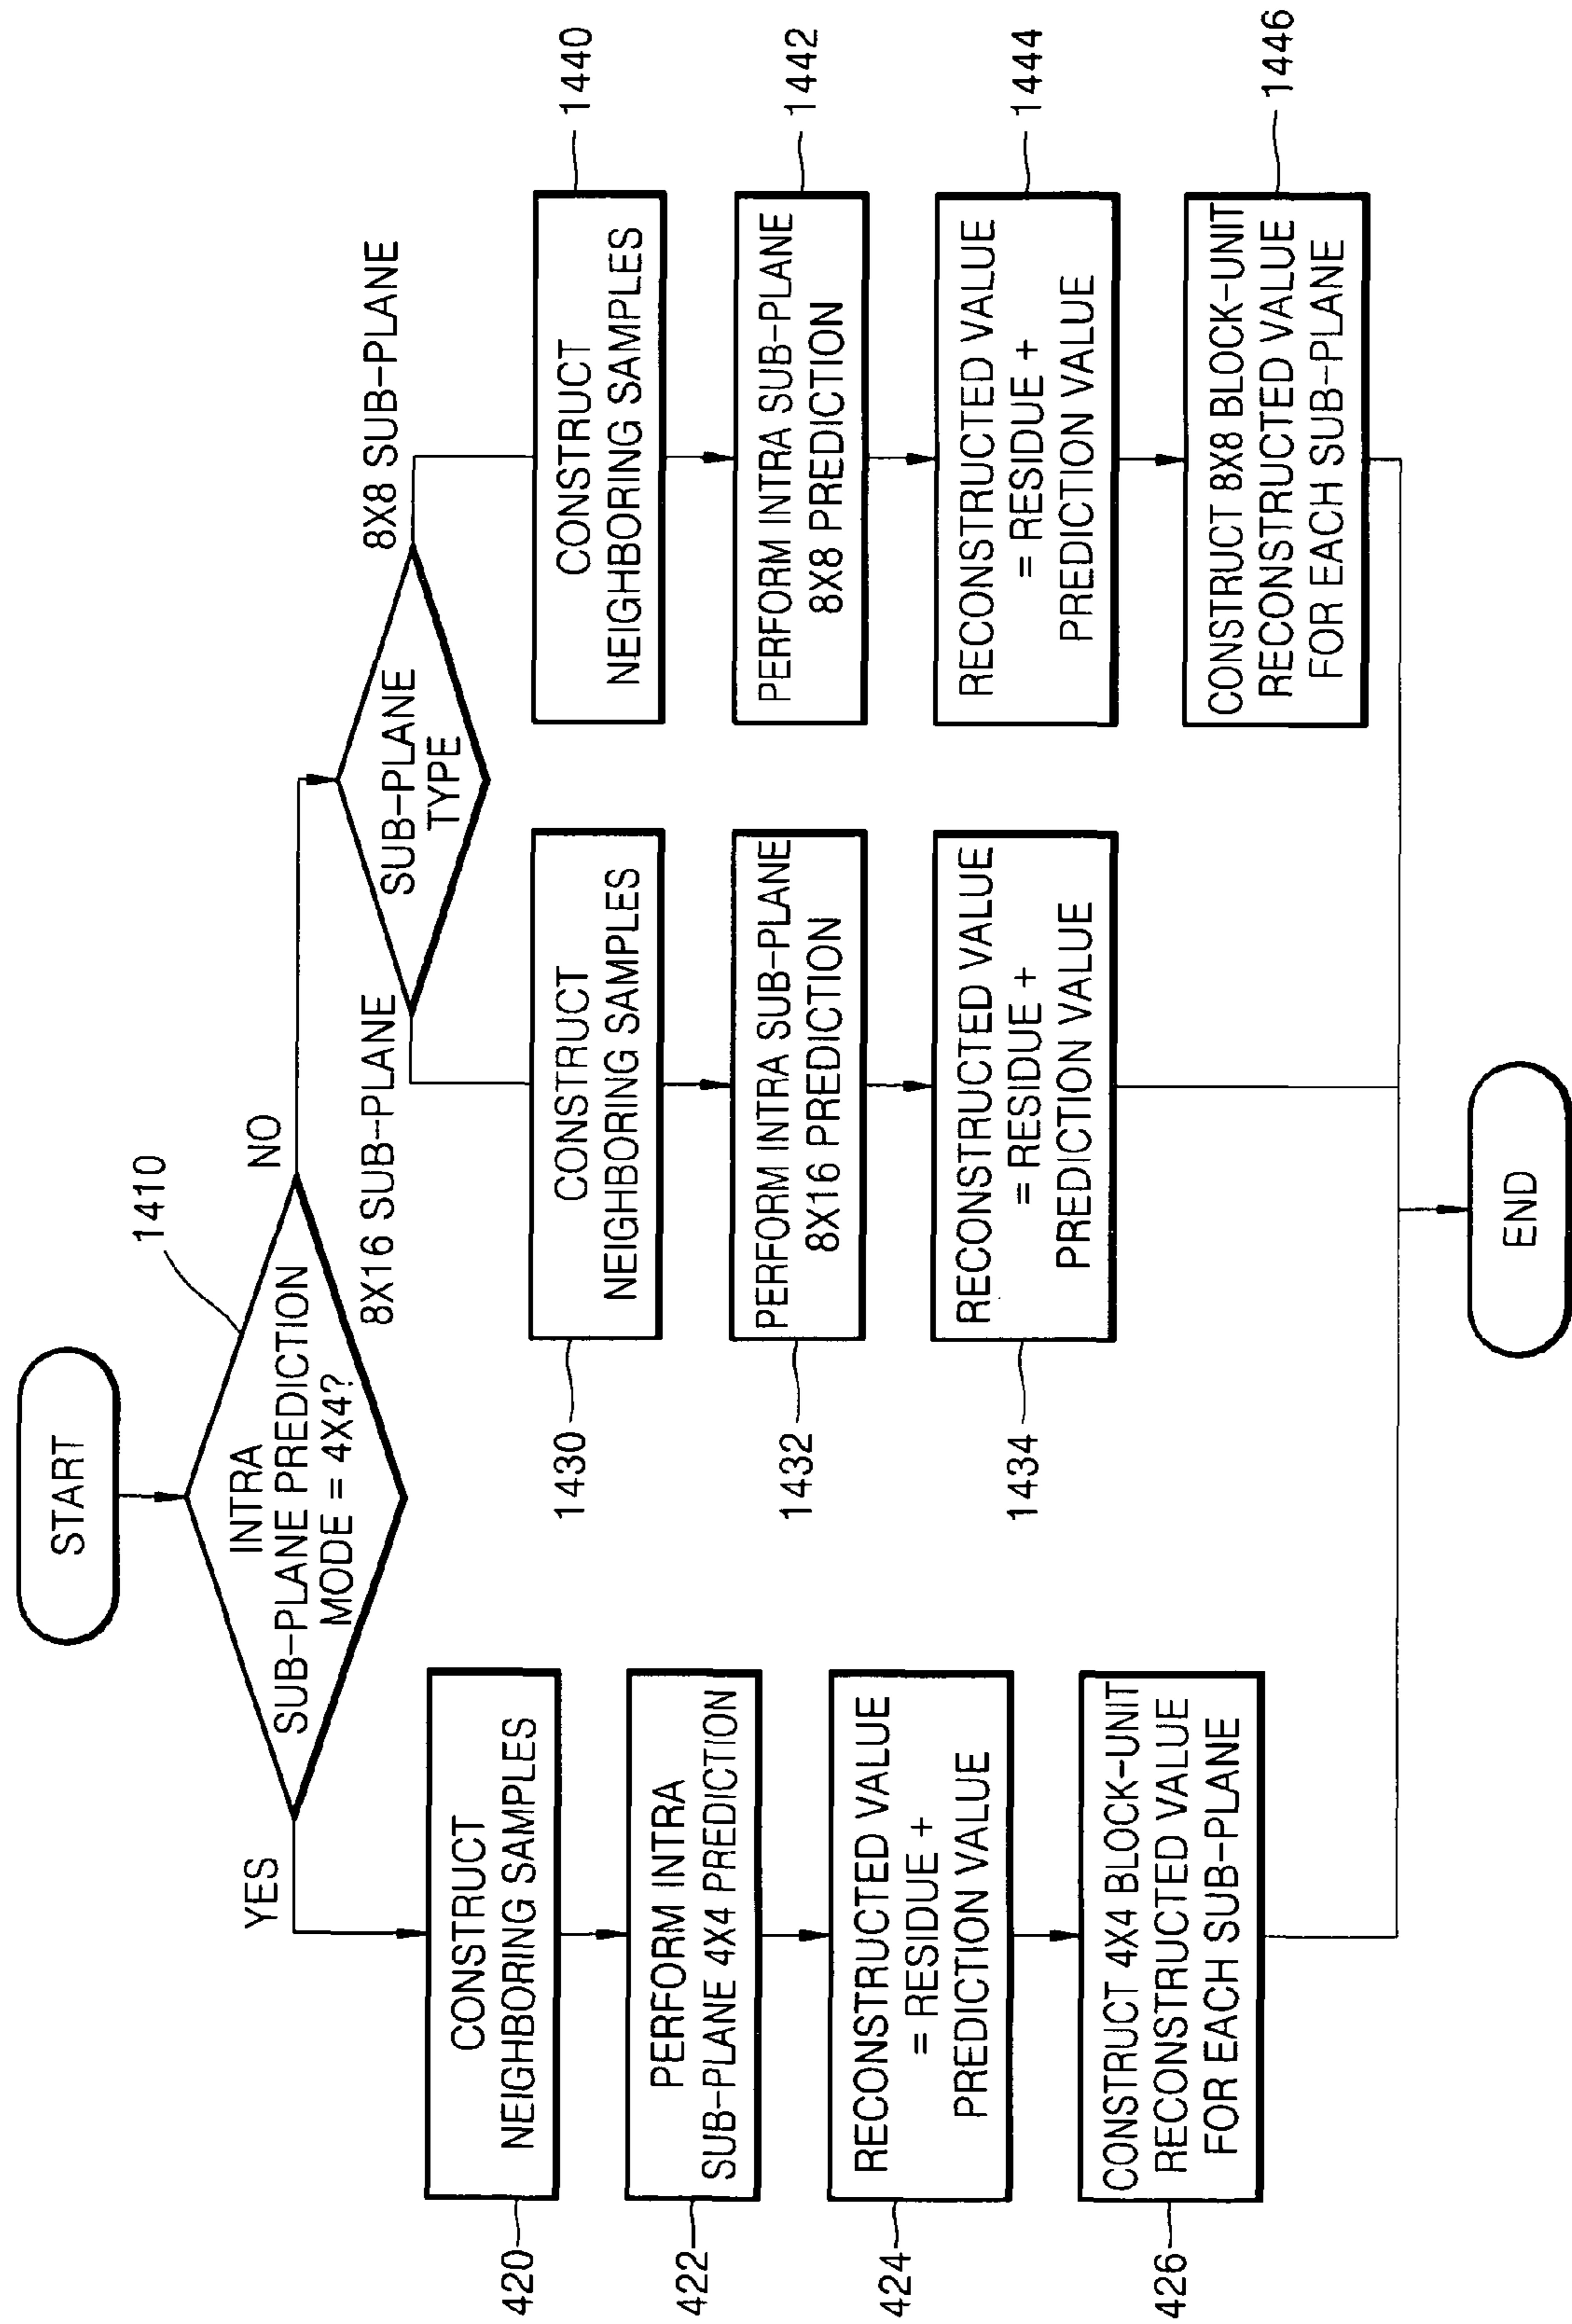 START
INTRA
SUB-PLANE PREDICTION
MODE = 4X4?
1410
YES
NO
SUB-PLANE
TYPE
8X16 SUB-PLANE
8X8 SUB-PLANE
420
CONSTRUCT
NEIGHBORING SAMPLES
422
PERFORM INTRA
SUB-PLANE 4X4 PREDICTION
424
RECONSTRUCTED VALUE
= RESIDUE +
PREDICTION VALUE
426
CONSTRUCT 4X4 BLOCK-UNIT
RECONSTRUCTED VALUE
FOR EACH SUB-PLANE
1430
CONSTRUCT
NEIGHBORING SAMPLES
1432
PERFORM INTRA SUB-PLANE
8X16 PREDICTION
1434
RECONSTRUCTED VALUE
= RESIDUE +
PREDICTION VALUE
CONSTRUCT
NEIGHBORING SAMPLES
1440
PERFORM INTRA SUB-PLANE
8X8 PREDICTION
1442
RECONSTRUCTED VALUE
= RESIDUE +
PREDICTION VALUE
1444
CONSTRUCT 8X8 BLOCK-UNIT
RECONSTRUCTED VALUE
FOR EACH SUB-PLANE
1446
END